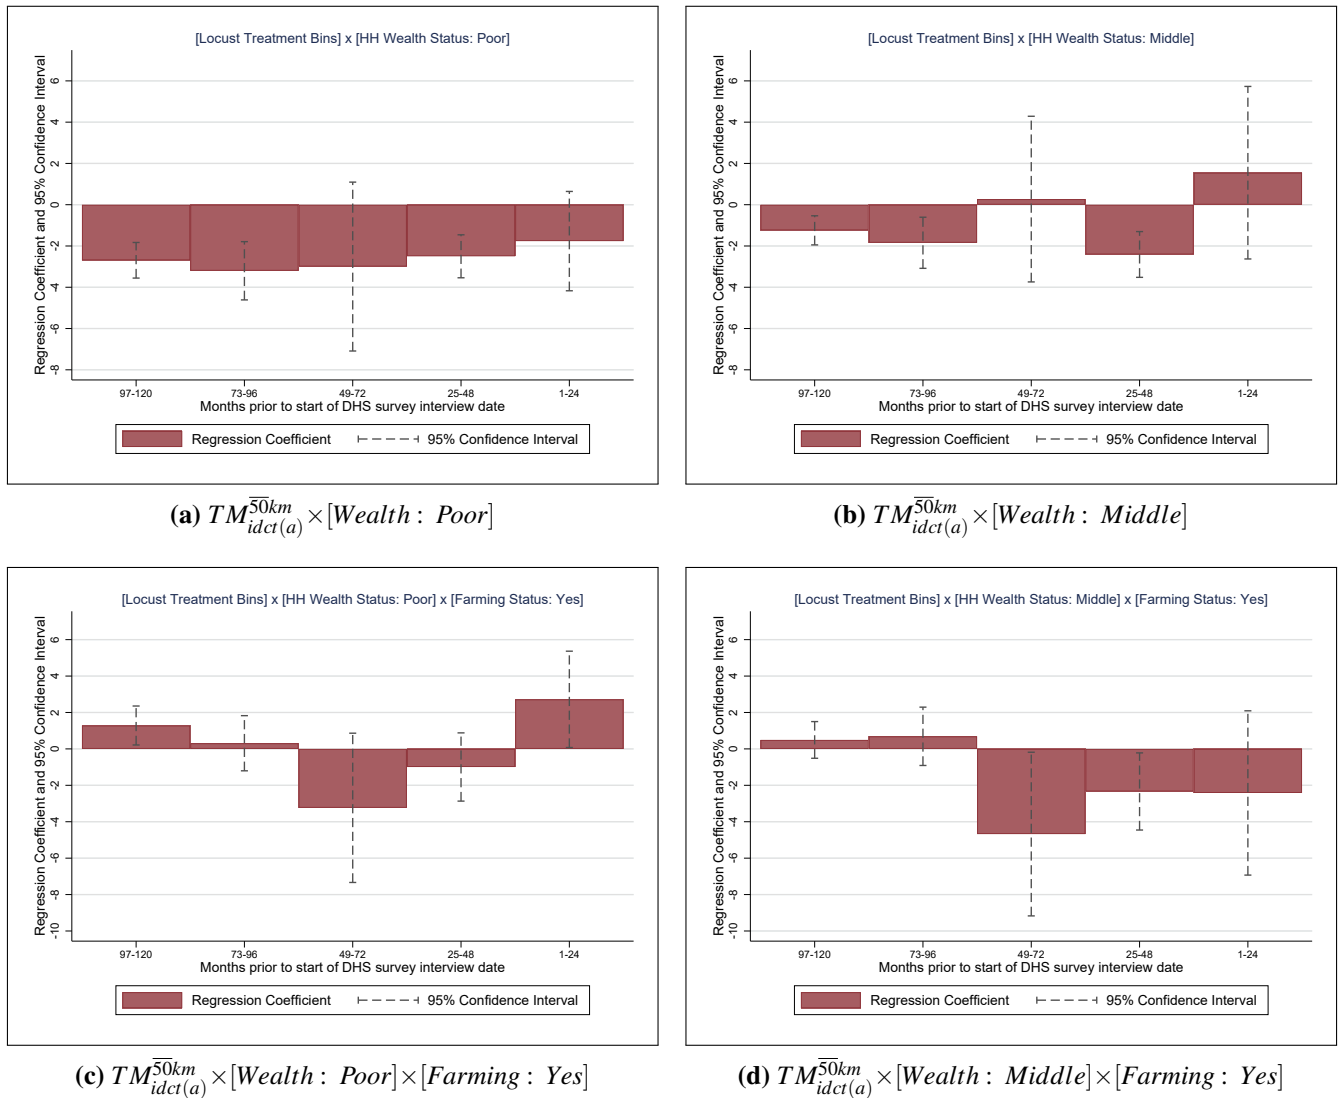 [Locust Treatment Bins] x [HH Wealth Status: Poor]
Regression Coefficient and 95% Confidence Interval
6
4
2
0
-2
-4
-6
-8
97-120 73-96 49-72 25-48 1-24
Months prior to start of DHS survey interview date
Regression Coefficient 95% Confidence Interval
(a) TM^{\overline{50}km}_{idct(a)}×[Wealth : Poor]
[Locust Treatment Bins] x [HH Wealth Status: Middle]
Regression Coefficient and 95% Confidence Interval
6
4
2
0
-2
-4
-6
-8
97-120 73-96 49-72 25-48 1-24
Months prior to start of DHS survey interview date
Regression Coefficient 95% Confidence Interval
(b) TM^{\overline{50}km}_{idct(a)}×[Wealth : Middle]
[Locust Treatment Bins] x [HH Wealth Status: Poor] x [Farming Status: Yes]
Regression Coefficient and 95% Confidence Interval
6
4
2
0
-2
-4
-6
-8
-10
97-120 73-96 49-72 25-48 1-24
Months prior to start of DHS survey interview date
Regression Coefficient 95% Confidence Interval
(c) TM^{\overline{50}km}_{idct(a)}×[Wealth : Poor]×[Farming : Yes]
[Locust Treatment Bins] x [HH Wealth Status: Middle] x [Farming Status: Yes]
Regression Coefficient and 95% Confidence Interval
6
4
2
0
-2
-4
-6
-8
-10
97-120 73-96 49-72 25-48 1-24
Months prior to start of DHS survey interview date
Regression Coefficient 95% Confidence Interval
(d) TM^{\overline{50}km}_{idct(a)}×[Wealth : Middle]×[Farming : Yes]